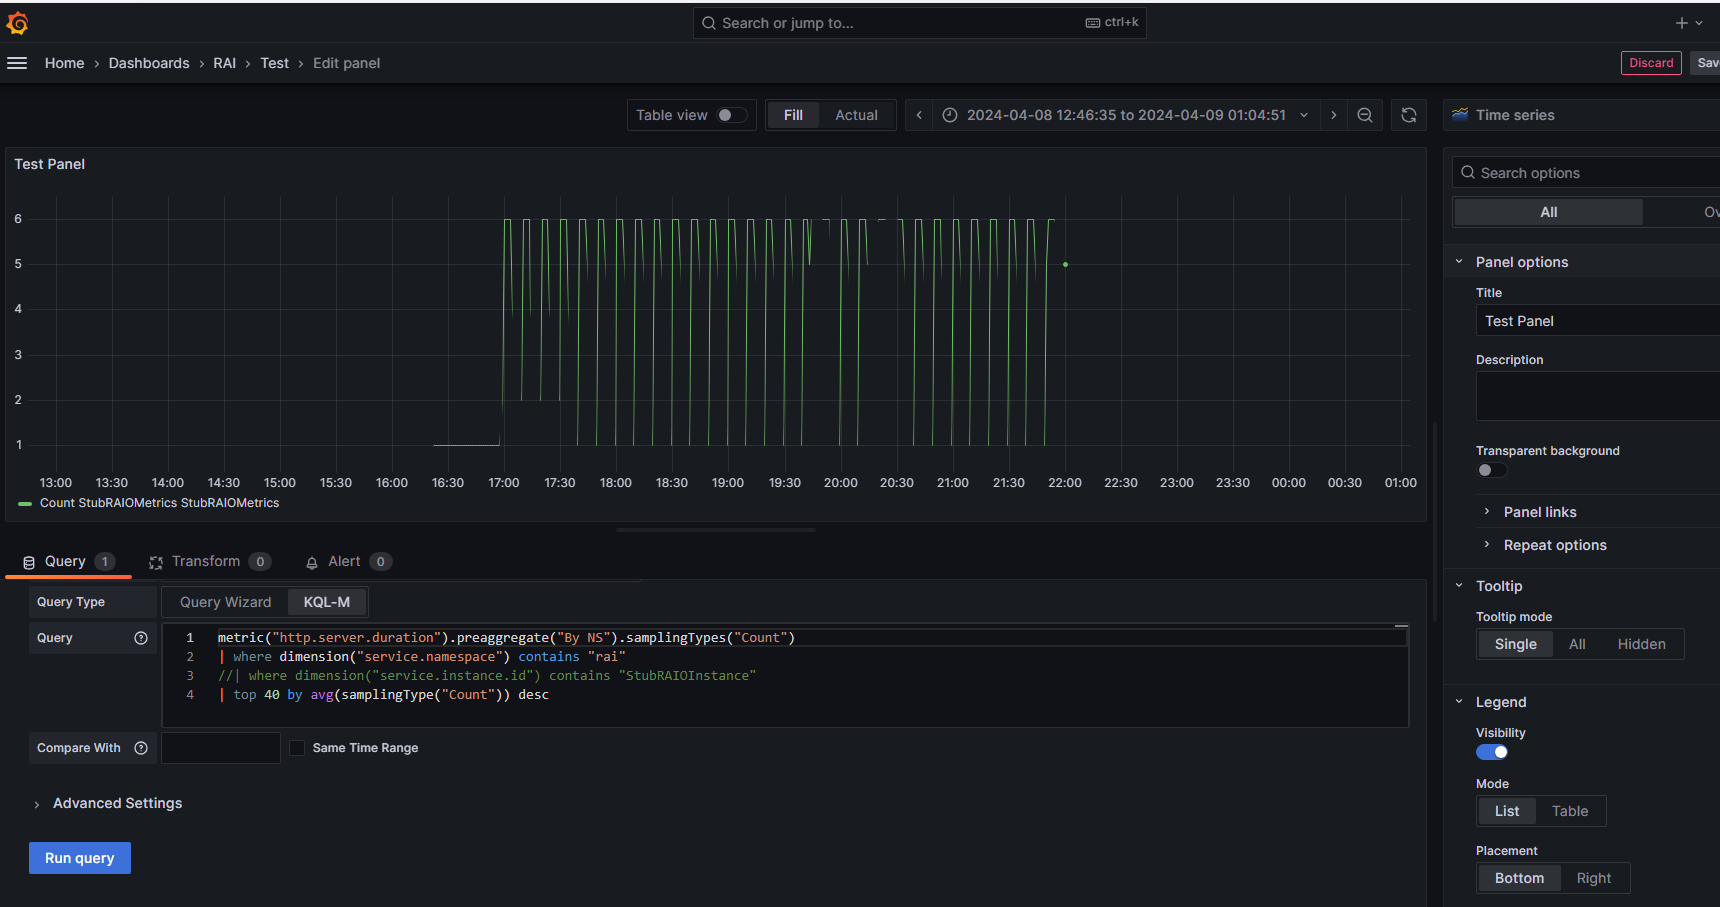 Search or jump to... ctrl+k
Home › Dashboards › RAI › Test › Edit panel
Discard
Table view Fill Actual 2024-04-08 12:46:35 to 2024-04-09 01:04:51
Time series
Test Panel
6
5
4
3
2
1
13:00 13:30 14:00 14:30 15:00 15:30 16:00 16:30 17:00 17:30 18:00 18:30 19:00 19:30 20:00 20:30 21:00 21:30 22:00 22:30 23:00 23:30 00:00 00:30 01:00
Count StubRAIOMetrics StubRAIOMetrics
Query 1 Transform 0 Alert 0
Query Type Query Wizard KQL-M
Query
1 metric("http.server.duration").preaggregate("By NS").samplingTypes("Count")
2 | where dimension("service.namespace") contains "rai"
3 //| where dimension("service.instance.id") contains "StubRAIOInstance"
4 | top 40 by avg(samplingType("Count")) desc
Compare With Same Time Range
Advanced Settings
Run query
Search options
All
Panel options
Title
Test Panel
Description
Transparent background
Panel links
Repeat options
Tooltip
Tooltip mode
Single All Hidden
Legend
Visibility
Mode
List Table
Placement
Bottom Right